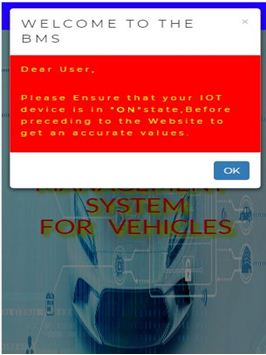 WELCOME TO THE
BMS
×
Dear User,
Please Ensure that your IOT
device is in "ON"state,Before
preceding to the Website to
get an accurate values.
OK
MANAGEMENT
SYSTEM
FOR VEHICLES